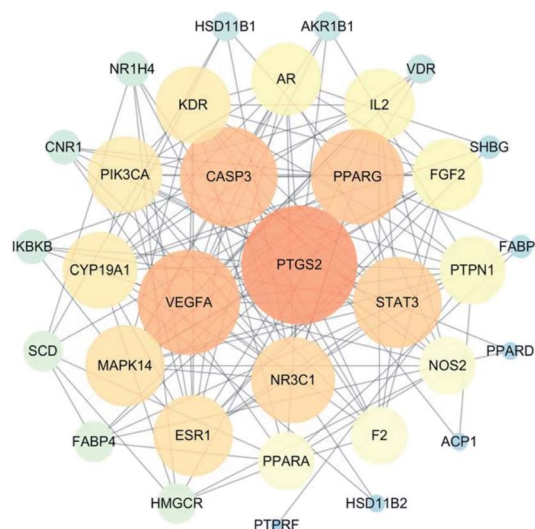 HSD11B1
AKR1B1
NR1H4
KDR
AR
IL2
VDR
CNR1
PIK3CA
CASP3
PPARG
FGF2
SHBG
IKBKB
CYP19A1
PTGS2
PTPN1
FABP
VEGFA
STAT3
SCD
MAPK14
NR3C1
NOS2
PPARD
FABP4
ESR1
PPARA
F2
ACP1
HMGCR
HSD11B2